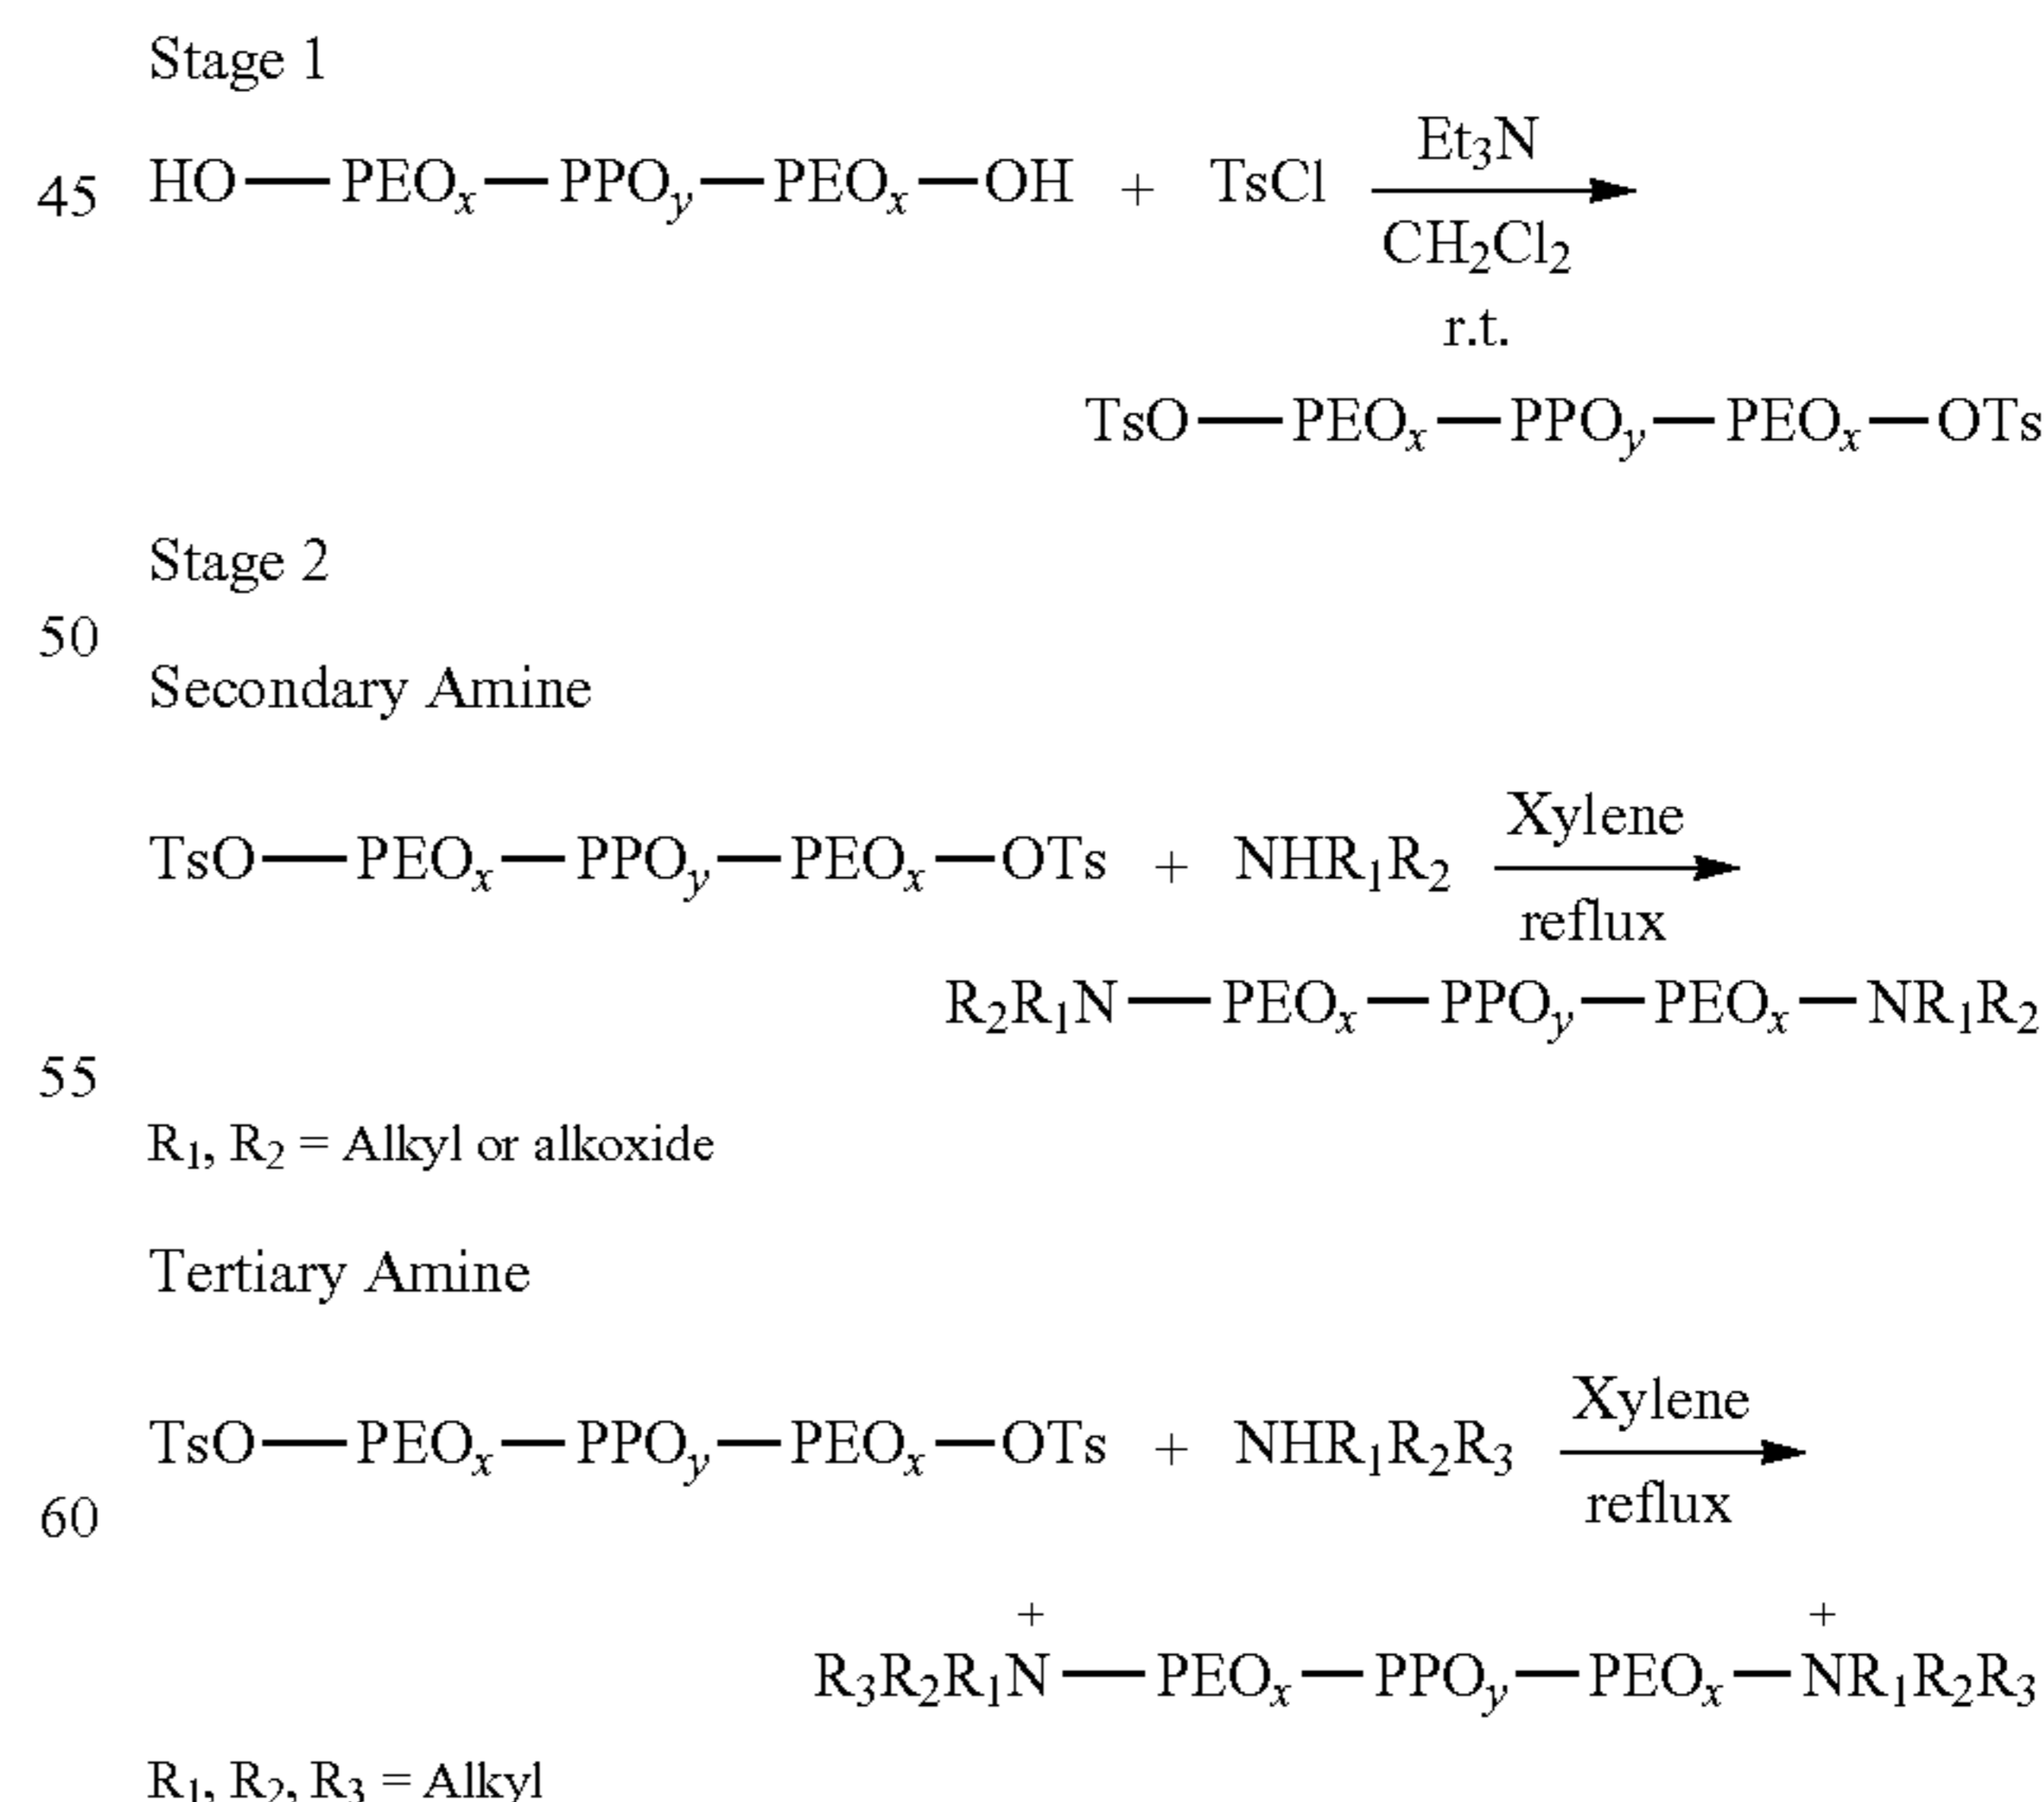 Stage 1
45 HO—PEOx—PPOy—PEOx—OH + TsCl Et3N
CH2Cl2
r.t.
TsO—PEOx—PPOy—PEOx—OTs
Stage 2
50
Secondary Amine
TsO—PEOx—PPOy—PEOx—OTs + NHR1R2 Xylene
reflux
R2R1N—PEOx—PPOy—PEOx—NR1R2
55
R1, R2 = Alkyl or alkoxide
Tertiary Amine
TsO—PEOx—PPOy—PEOx—OTs + NHR1R2R3 Xylene
reflux
60
+ +
R3R2R1N—PEOx—PPOy—PEOx—NR1R2R3
R1, R2, R3 = Alkyl